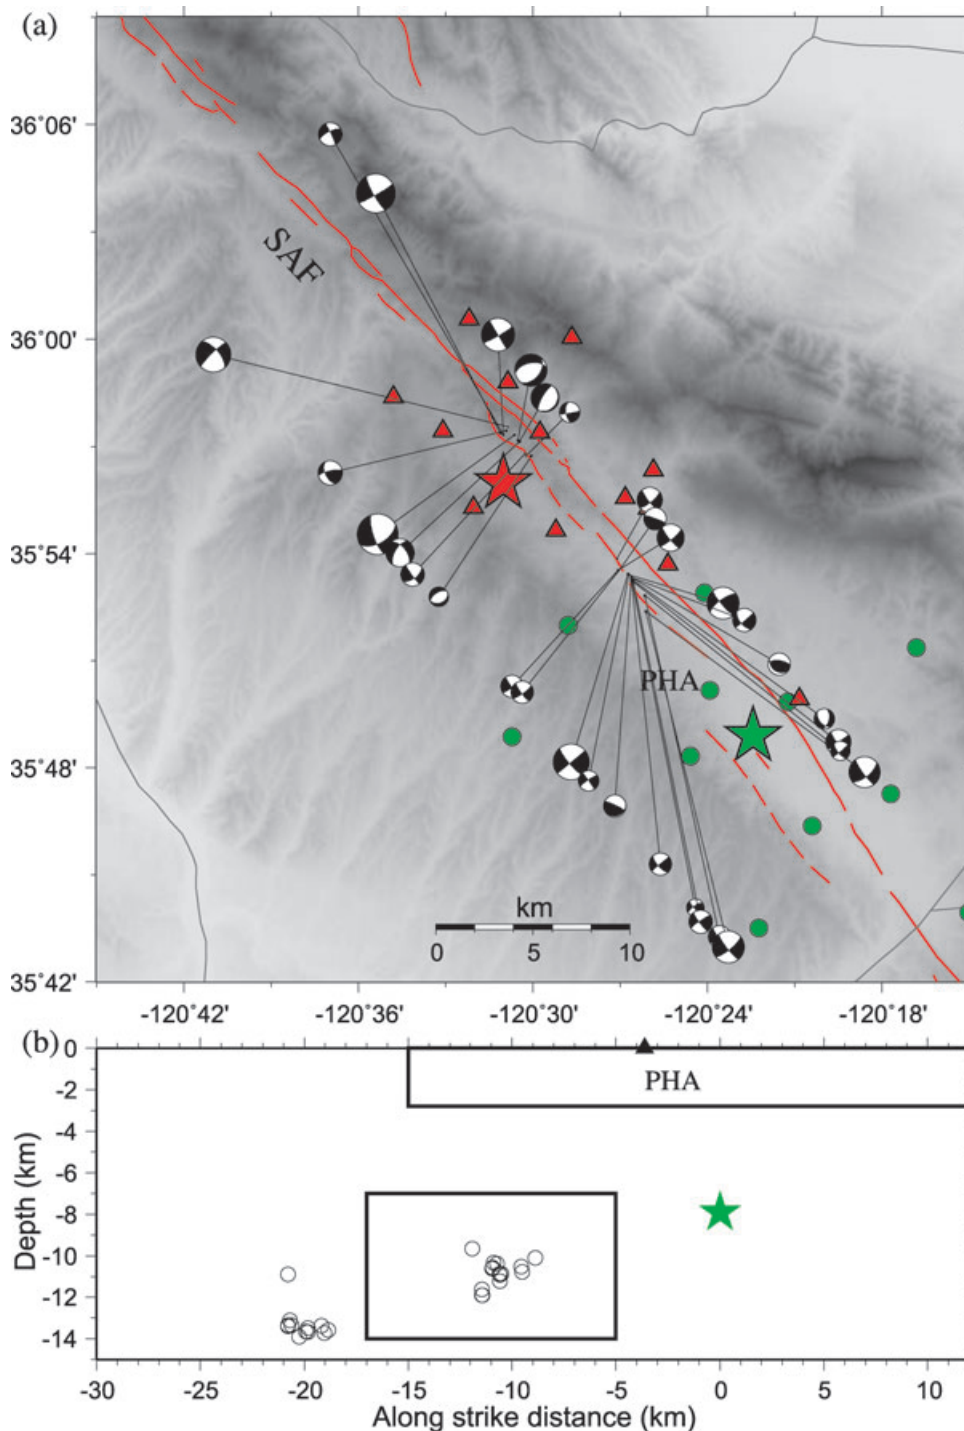 (a)
36°06'
SAF
36°00'
35°54'
PHA
35°48'
km
0 5 10
35°42'
-120°42' -120°36' -120°30' -120°24' -120°18'
(b)
0
PHA
-2
-4
-6
-8
-10
-12
-14
Depth (km)
-30 -25 -20 -15 -10 -5 0 5 10
Along strike distance (km)